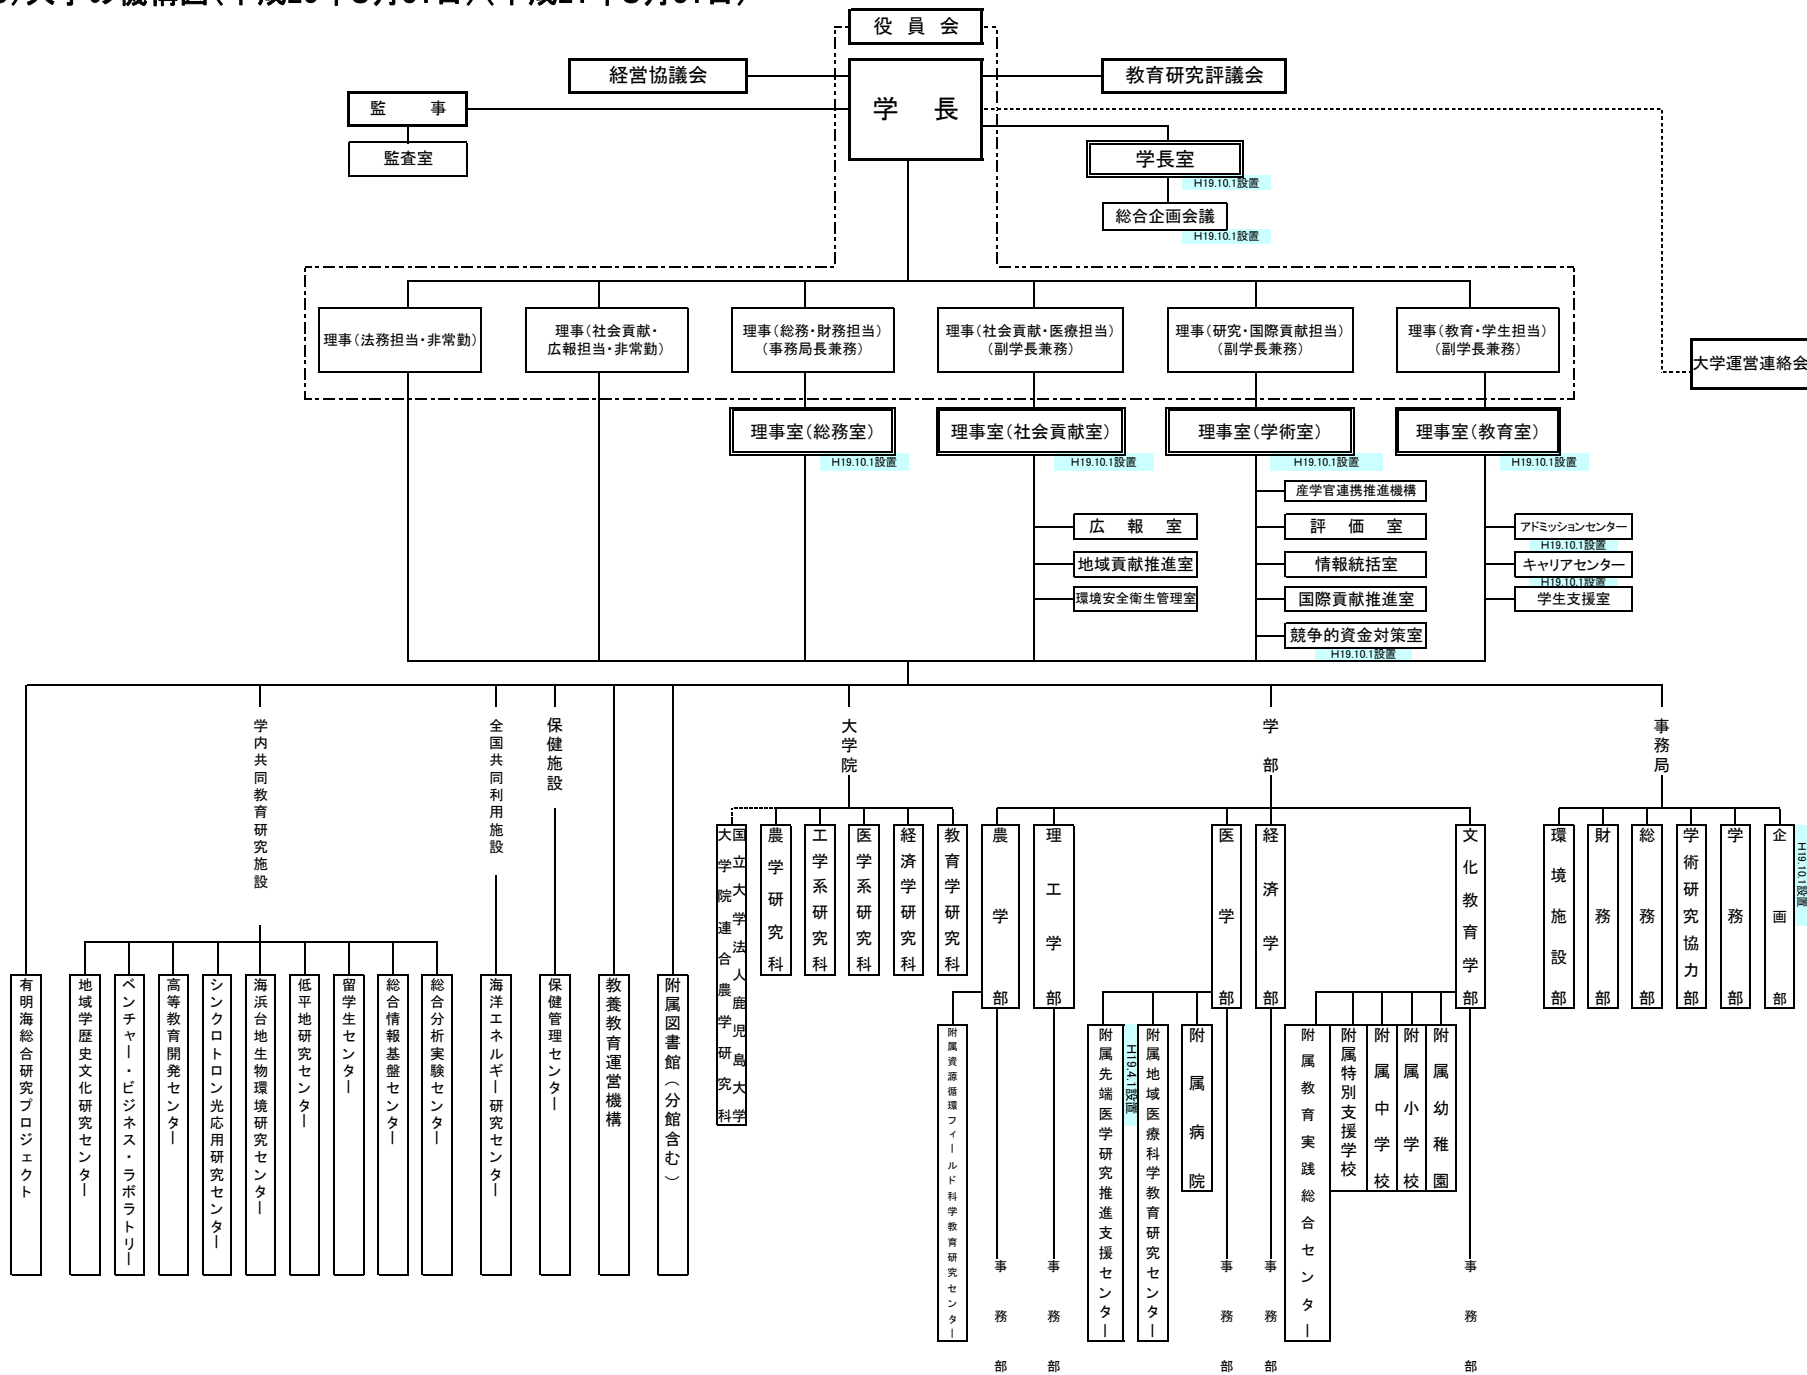 大学の機構図（平成20年3月31日）（平成21年3月31日）
役員会
経営協議会
学長
教育研究評議会
監事
監査室
学長室
H19.10.1設置
総合企画会議
H19.10.1設置
理事（法務担当・非常勤）
理事（社会貢献・
広報担当・非常勤）
理事（総務・財務担当）
（事務局長兼務）
理事（社会貢献・医療担当）
（副学長兼務）
理事（研究・国際貢献担当）
（副学長兼務）
理事（教育・学生担当）
（副学長兼務）
大学運営連絡会
理事室（総務室）
H19.10.1設置
理事室（社会貢献室）
H19.10.1設置
理事室（学術室）
H19.10.1設置
理事室（教育室）
H19.10.1設置
広報室
地域貢献推進室
環境安全衛生管理室
産学官連携推進機構
評価室
情報統括室
国際貢献推進室
競争的資金対策室
H19.10.1設置
アドミッションセンター
H19.10.1設置
キャリアセンター
H19.10.1設置
学生支援室
学内共同教育研究施設
全国共同利用施設
保健施設
大学院
学部
事務局
有明海総合研究プロジェクト
地域学歴史文化研究センター
ベンチャー・ビジネス・ラボラトリー
高等教育開発センター
シンクロトロン光応用研究センター
海浜台地生物環境研究センター
低平地研究センター
留学生センター
総合情報基盤センター
総合分析実験センター
海洋エネルギー研究センター
保健管理センター
教養教育運営機構
附属図書館（分館含む）
国立大学法人鹿児島大学
大学院連合農学研究科
農学研究科
工学系研究科
医学系研究科
経済学研究科
教育学研究科
農学部
理工学部
医学部
経済学部
文化教育学部
環境施設部
財務部
総務部
学術研究協力部
学務部
企画部
H19.10.1設置
附属資源循環フィールド科学教育研究センター
事務部
事務部
附属先端医学研究推進支援センター
H19.4.1設置
附属地域医療科学教育研究センター
附属病院
事務部
事務部
附属教育実践総合センター
附属特別支援学校
附属中学校
附属小学校
附属幼稚園
事務部